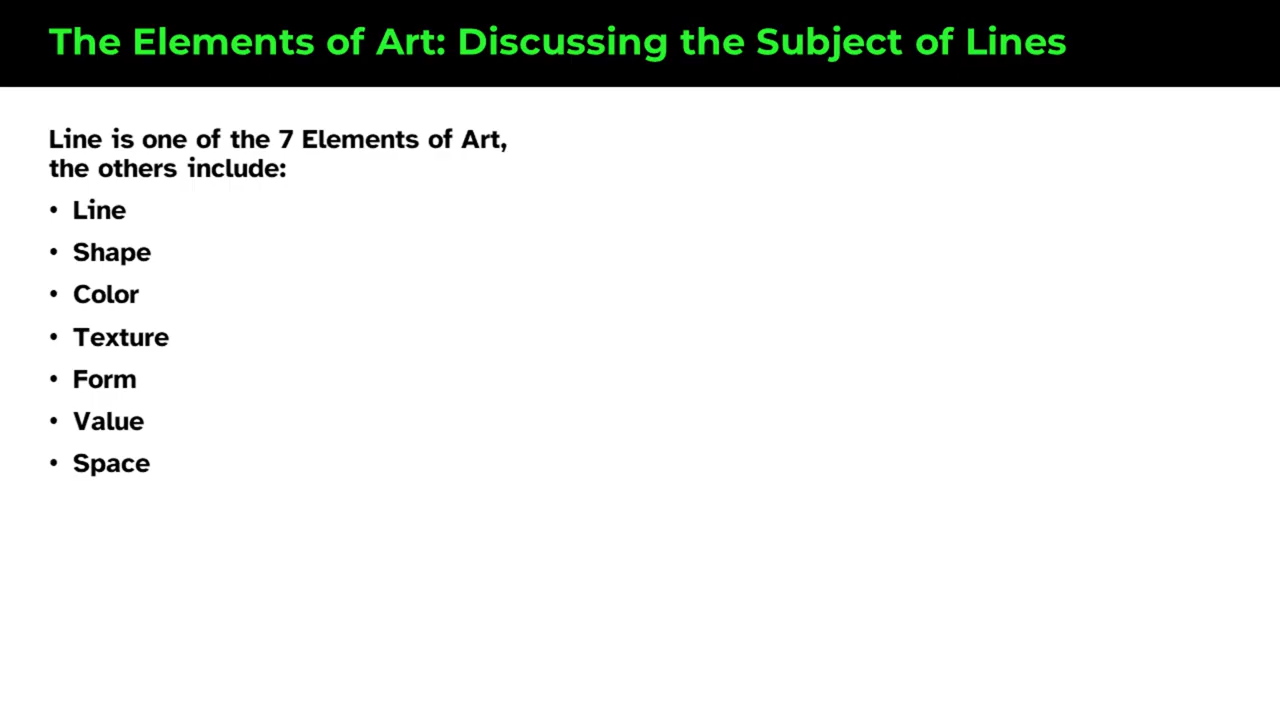 The Elements of Art: Discussing the Subject of Lines
Line is one of the 7 Elements of Art,
the others include:
• Line
• Shape
• Color
• Texture
• Form
• Value
• Space